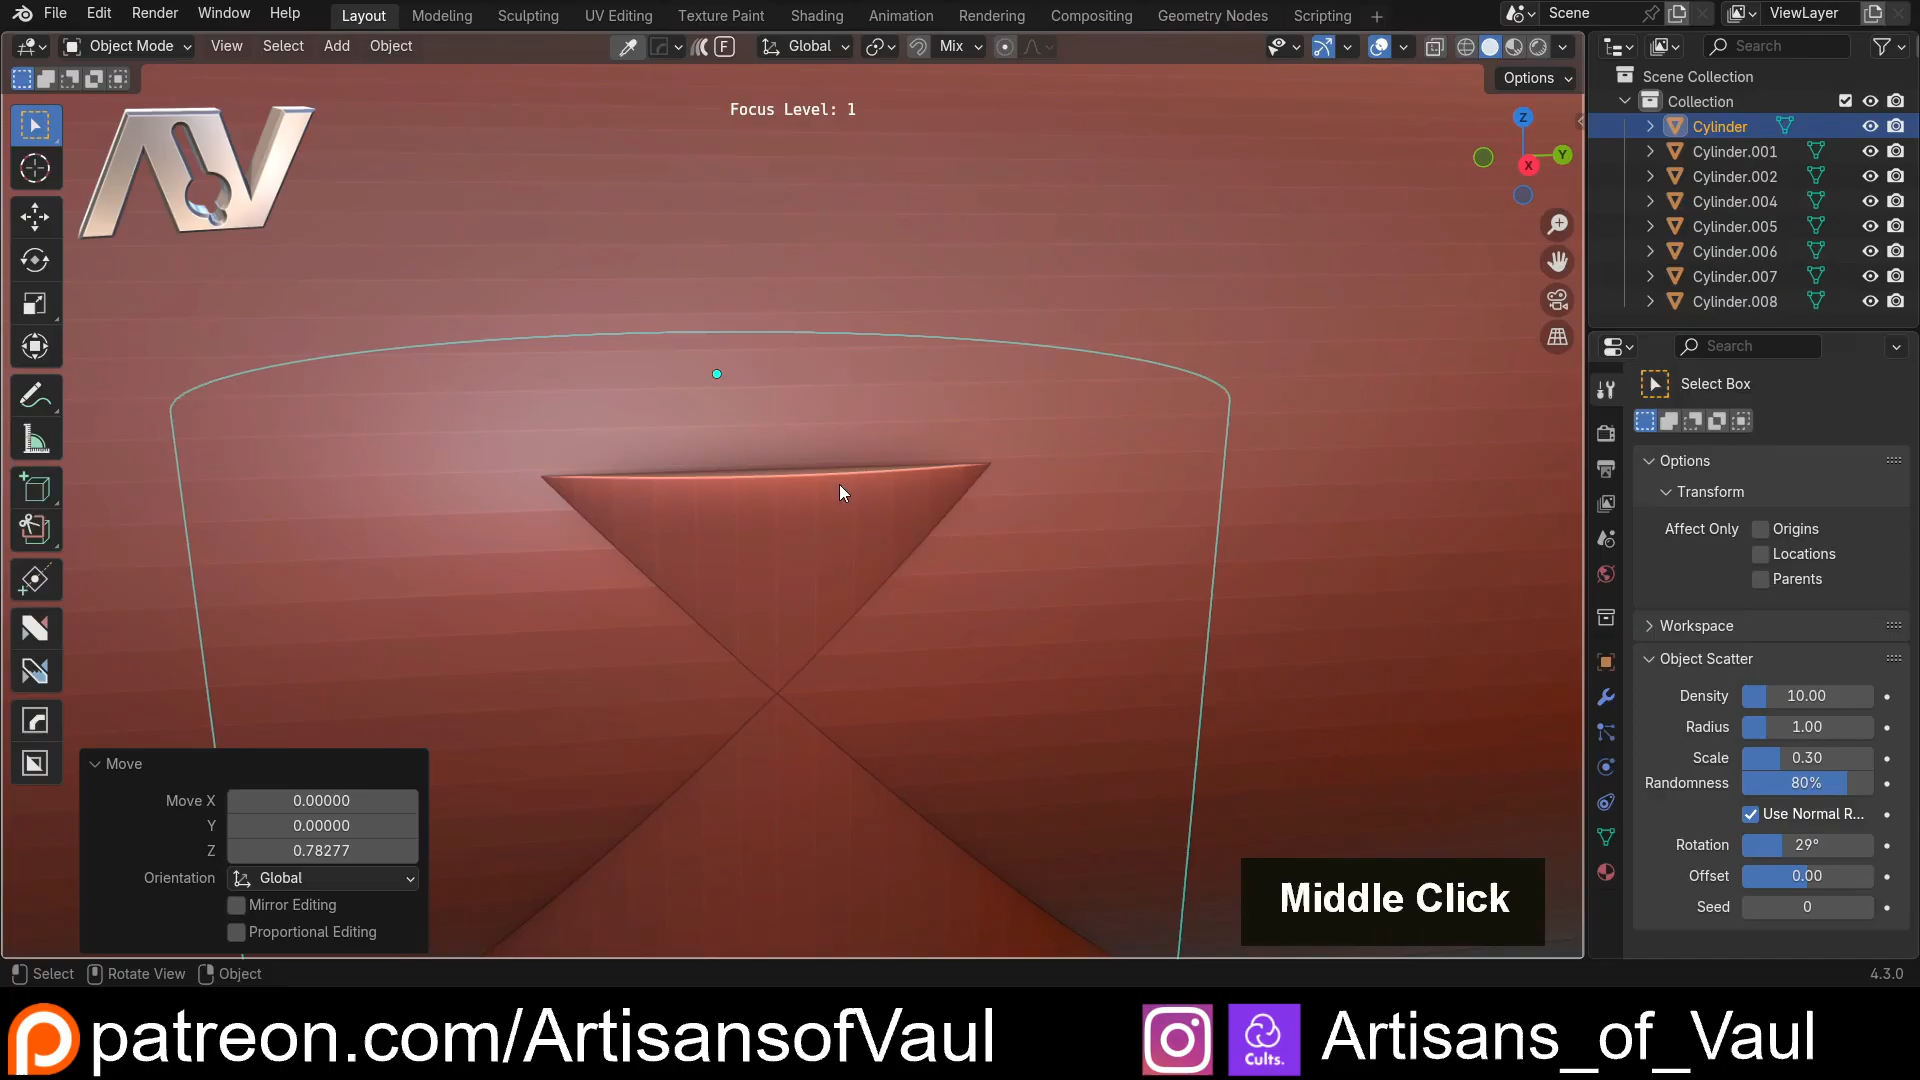 File Edit Render Window Help Layout Modeling Sculpting UV Editing Texture Paint Shading Animation Rendering Compositing Geometry Nodes Scripting + Scene ViewLayer
Object Mode View Select Add Object F Global Mix Search
Options
Focus Level: 1
AV
Z
Y
X
Scene Collection
Collection
Cylinder
Cylinder.001
Cylinder.002
Cylinder.004
Cylinder.005
Cylinder.006
Cylinder.007
Cylinder.008
Search
Select Box
Options
Transform
Affect Only Origins
Locations
Parents
Workspace
Object Scatter
Density 10.00
Radius 1.00
Scale 0.30
Randomness 80%
Use Normal R...
Rotation 29°
Offset 0.00
Seed 0
Move
Move X 0.00000
Y 0.00000
Z 0.78277
Orientation Global
Mirror Editing
Proportional Editing
Middle Click
Select Rotate View Object 4.3.0
patreon.com/ArtisansofVaul Cults. Artisans_of_Vaul